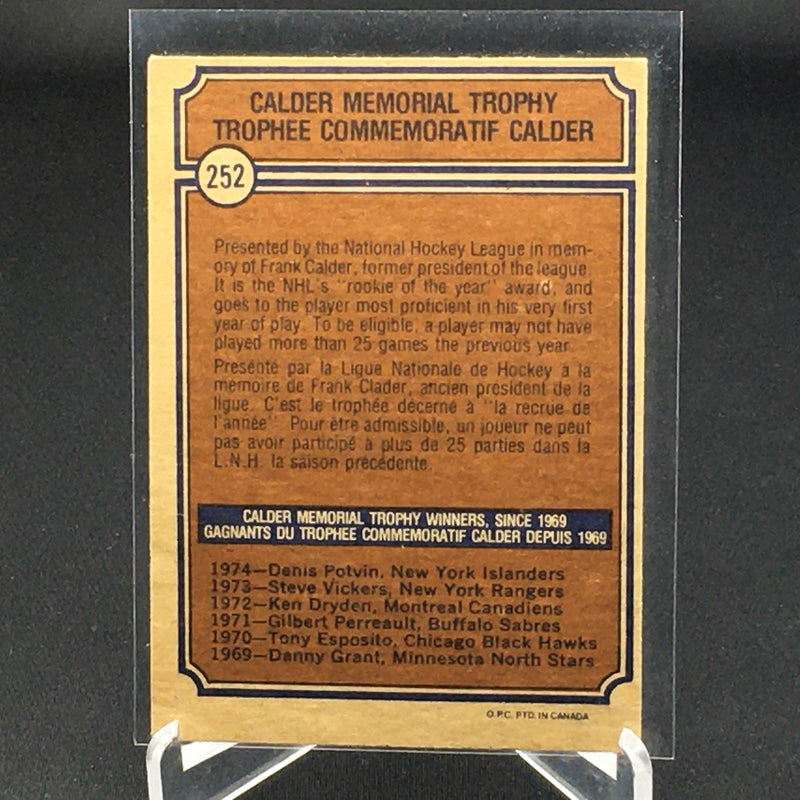 CALDER MEMORIAL TROPHY
TROPHEE COMMEMORATIF CALDER
252
Presented by the National Hockey League in mem-
ory of Frank Calder, former president of the league.
It is the NHL's "rookie of the year" award, and
goes to the player most proficient in his very first
year of play. To be eligible, a player may not have
played more than 25 games the previous year.
Présenté par la Ligue Nationale de Hockey à la
mémoire de Frank Clader, ancien président de la
ligue. C'est le trophée décerné à "la recrue de
l'année". Pour être admissible, un joueur ne peut
pas avoir participé à plus de 25 parties dans la
L.N.H. la saison précédente.
CALDER MEMORIAL TROPHY WINNERS, SINCE 1969
GAGNANTS DU TROPHEE COMMEMORATIF CALDER DEPUIS 1969
1974—Denis Potvin, New York Islanders
1973—Steve Vickers, New York Rangers
1972—Ken Dryden, Montreal Canadiens
1971—Gilbert Perreault, Buffalo Sabres
1970—Tony Esposito, Chicago Black Hawks
1969—Danny Grant, Minnesota North Stars
O.P.C. PTD. IN CANADA